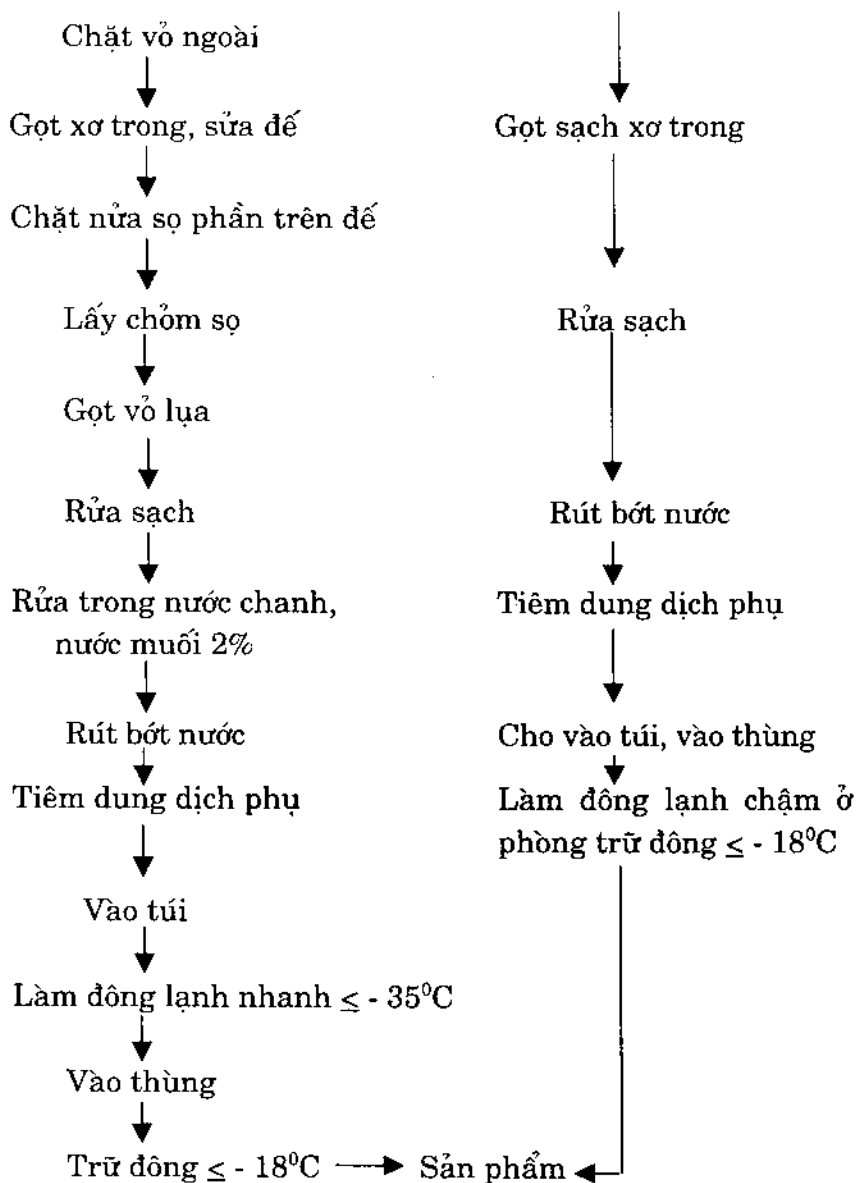 Chặt vỏ ngoài
Gọt xơ trong, sửa đế
Chặt nửa sọ phần trên đế
Lấy chỏm sọ
Gọt vỏ lụa
Rửa sạch
Rửa trong nước chanh,
nước muối 2%
Rút bớt nước
Tiêm dung dịch phụ
Vào túi
Làm đông lạnh nhanh ≤ - 35⁰C
Vào thùng
Trữ đông ≤ - 18⁰C
Gọt sạch xơ trong
Rửa sạch
Rút bớt nước
Tiêm dung dịch phụ
Cho vào túi, vào thùng
Làm đông lạnh chậm ở
phòng trữ đông ≤ - 18⁰C
Sản phẩm